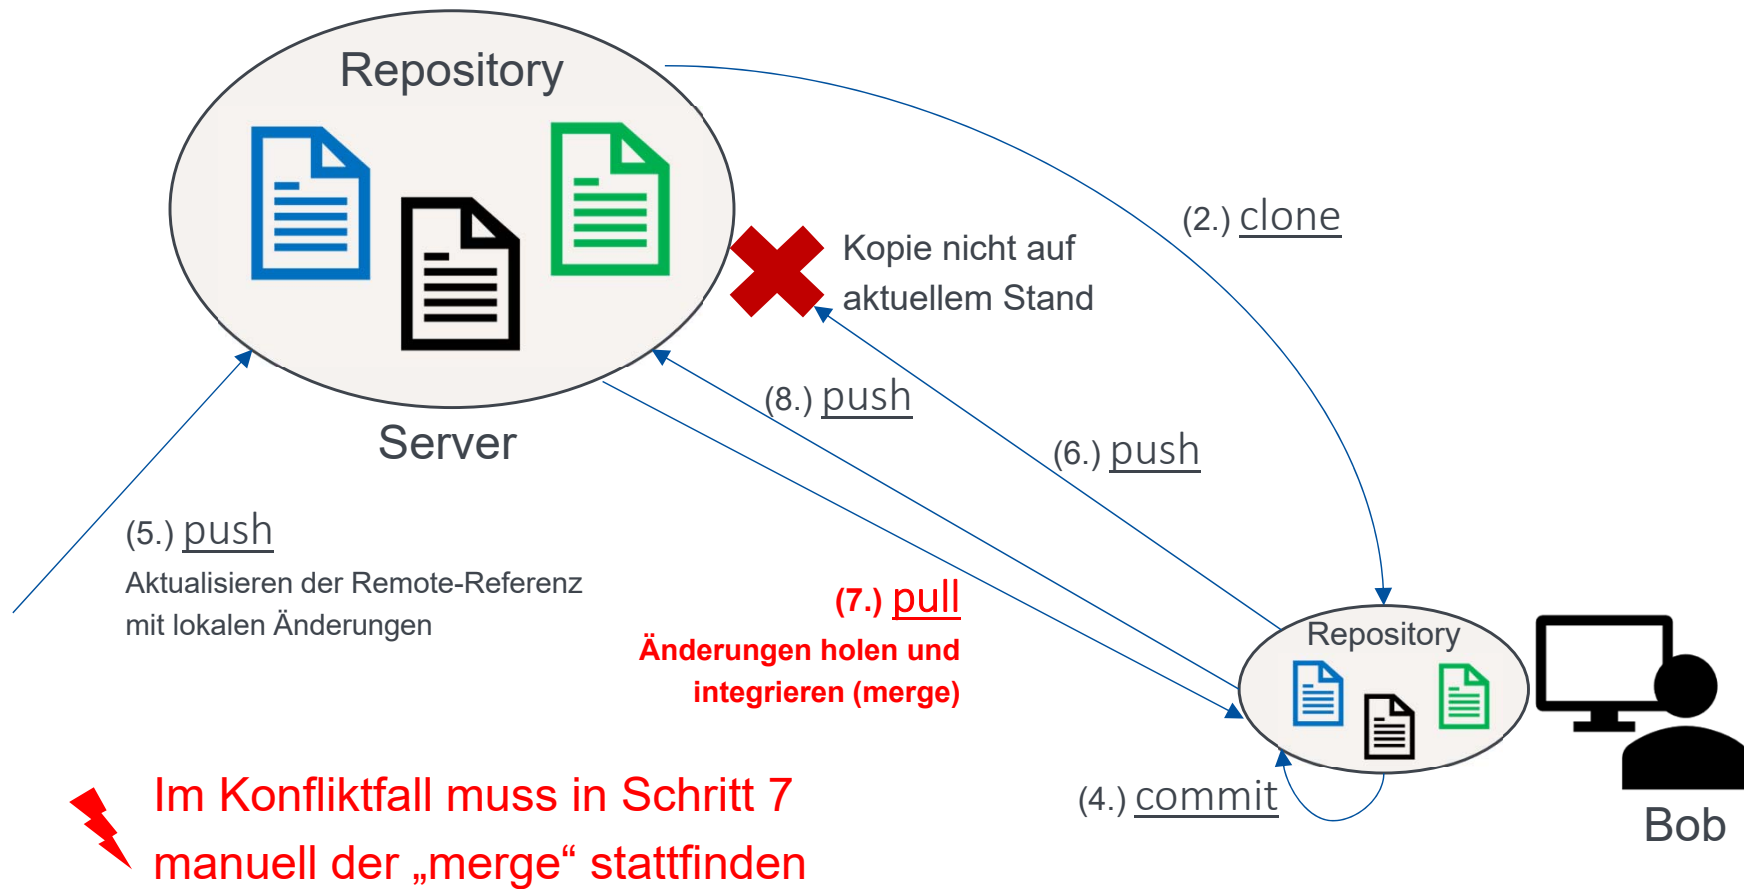 Repository
(2.) clone
Kopie nicht auf
aktuellem Stand
(8.) push
Server
(6.) push
(5.) push
Aktualisieren der Remote-Referenz
mit lokalen Änderungen
(7.) pull
Änderungen holen und
integrieren (merge)
Repository
Im Konfliktfall muss in Schritt 7
manuell der „merge“ stattfinden
(4.) commit
Bob